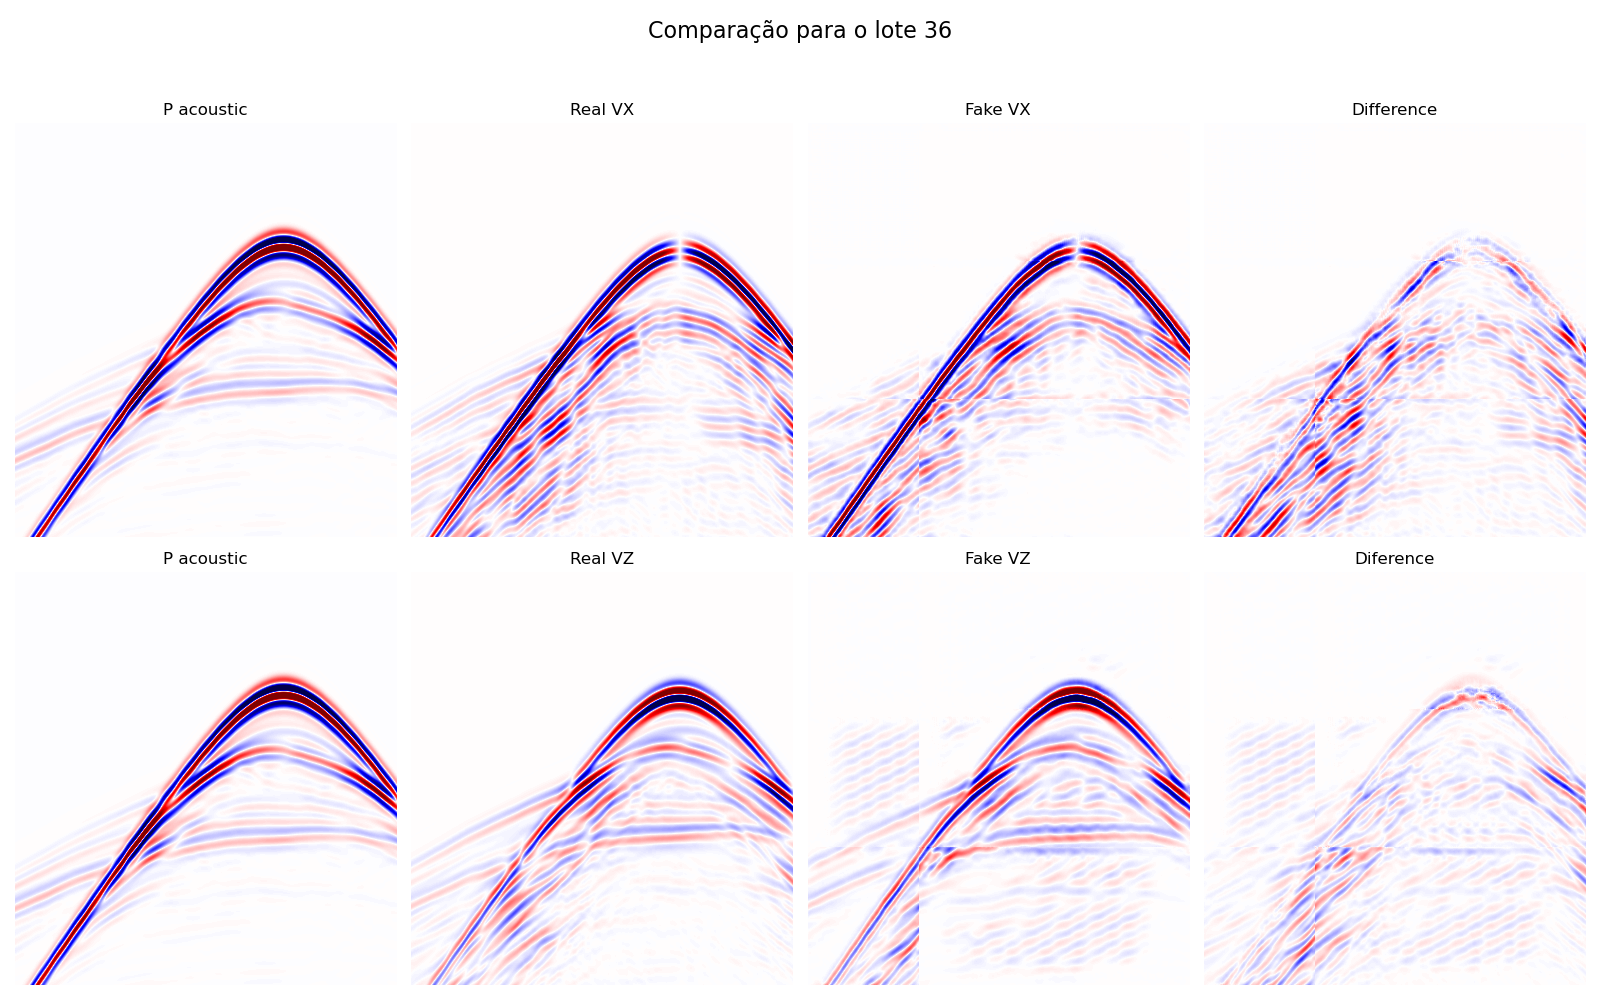 Comparação para o lote 36
P acoustic
Real VX
Fake VX
Difference
P acoustic
Real VZ
Fake VZ
Diference